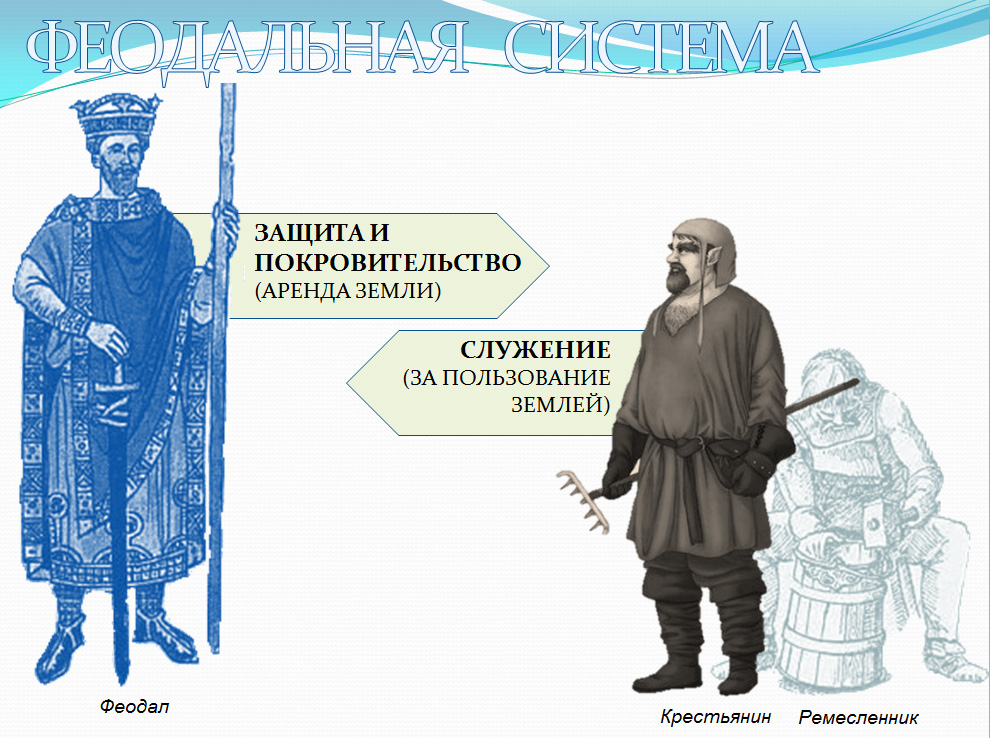 ФЕОДАЛЬНАЯ СИСТЕМА
ЗАЩИТА И
ПОКРОВИТЕЛЬСТВО
(АРЕНДА ЗЕМЛИ)
СЛУЖЕНИЕ
(ЗА ПОЛЬЗОВАНИЕ
ЗЕМЛЕЙ)
Феодал
Крестьянин
Ремесленник